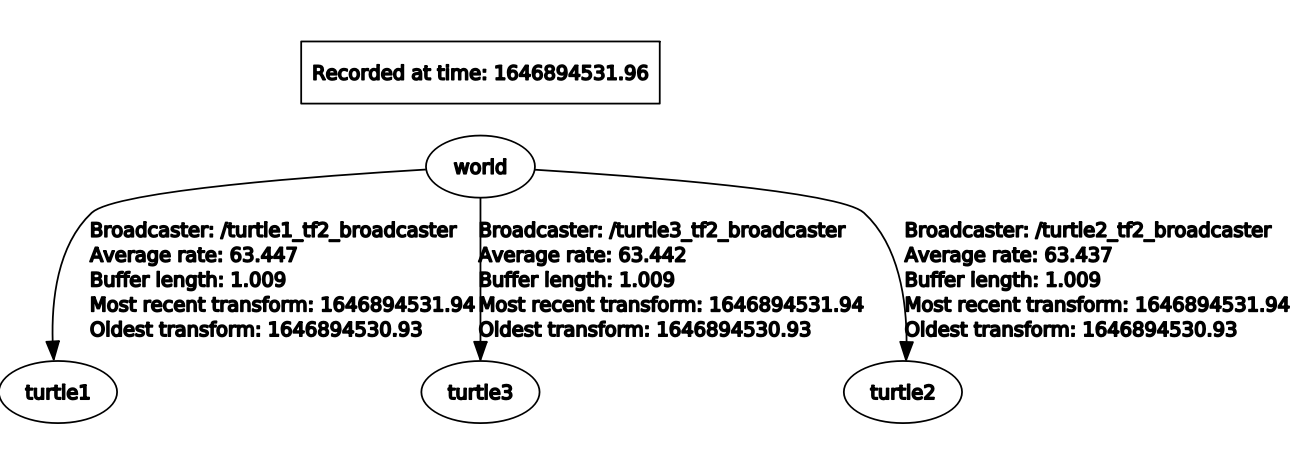 Recorded at time: 1646894531.96
world
Broadcaster: /turtle1_tf2_broadcaster
Average rate: 63.447
Buffer length: 1.009
Most recent transform: 1646894531.94
Oldest transform: 1646894530.93
Broadcaster: /turtle3_tf2_broadcaster
Average rate: 63.442
Buffer length: 1.009
Most recent transform: 1646894531.94
Oldest transform: 1646894530.93
Broadcaster: /turtle2_tf2_broadcaster
Average rate: 63.437
Buffer length: 1.009
Most recent transform: 1646894531.94
Oldest transform: 1646894530.93
turtle1
turtle3
turtle2